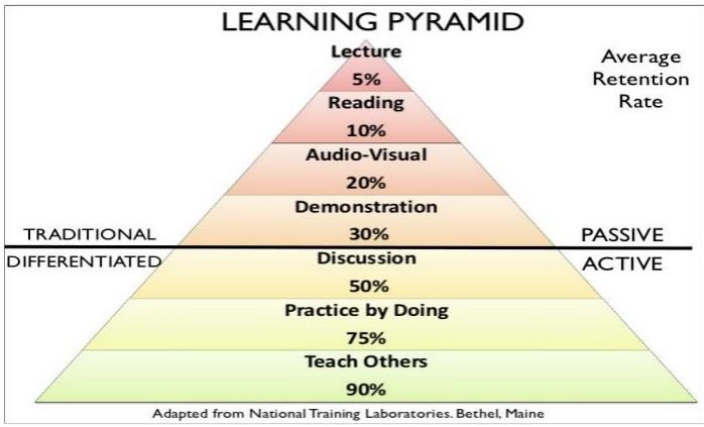 LEARNING PYRAMID
Average
Retention
Rate
Lecture
5%
Reading
10%
Audio-Visual
20%
Demonstration
30%
TRADITIONAL
PASSIVE
DIFFERENTIATED
ACTIVE
Discussion
50%
Practice by Doing
75%
Teach Others
90%
Adapted from National Training Laboratories. Bethel, Maine